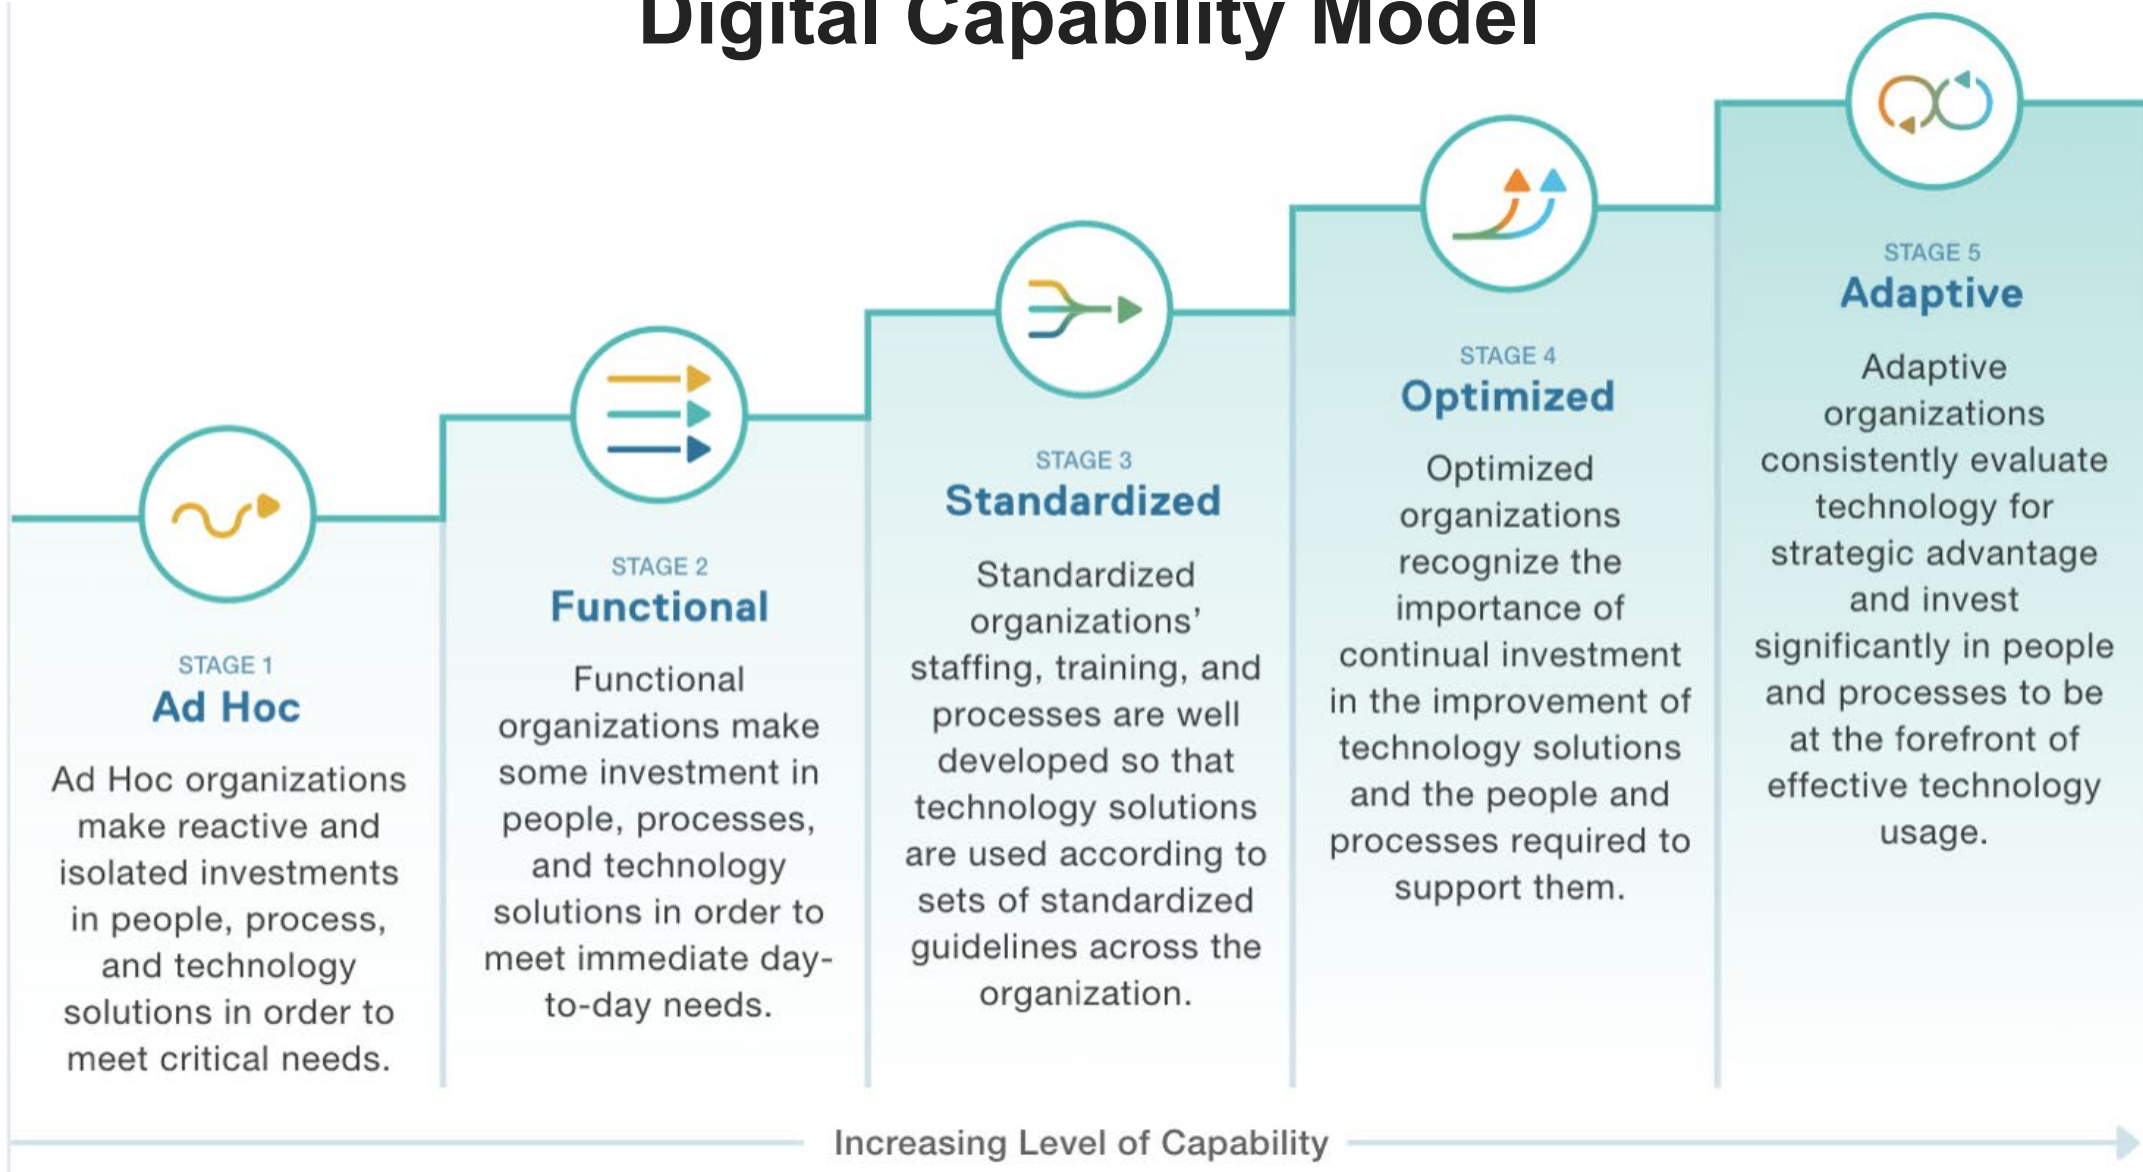 Digital Capability Model
STAGE 1
Ad Hoc
Ad Hoc organizations
make reactive and
isolated investments
in people, process,
and technology
solutions in order to
meet critical needs.
STAGE 2
Functional
Functional
organizations make
some investment in
people, processes,
and technology
solutions in order to
meet immediate day-
to-day needs.
STAGE 3
Standardized
Standardized
organizations’
staffing, training, and
processes are well
developed so that
technology solutions
are used according to
sets of standardized
guidelines across the
organization.
STAGE 4
Optimized
Optimized
organizations
recognize the
importance of
continual investment
in the improvement of
technology solutions
and the people and
processes required to
support them.
STAGE 5
Adaptive
Adaptive
organizations
consistently evaluate
technology for
strategic advantage
and invest
significantly in people
and processes to be
at the forefront of
effective technology
usage.
Increasing Level of Capability